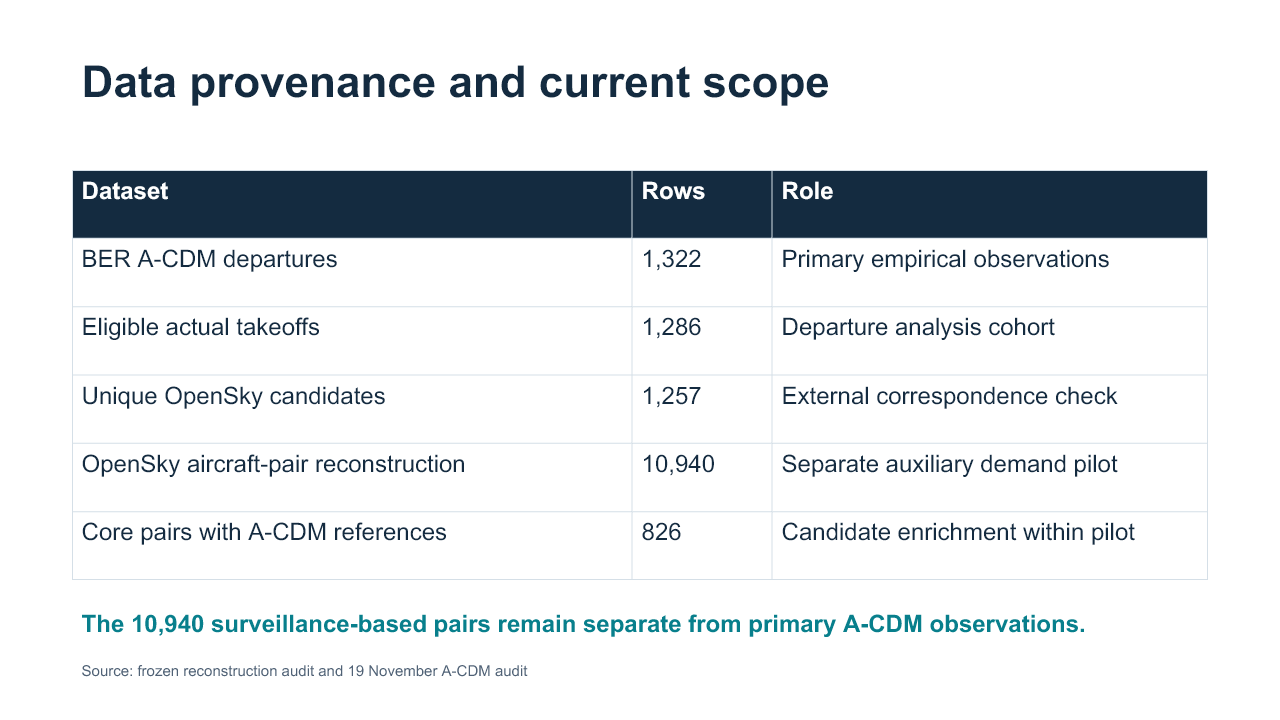 Data provenance and current scope
Dataset Rows Role
BER A-CDM departures 1,322 Primary empirical observations
Eligible actual takeoffs 1,286 Departure analysis cohort
Unique OpenSky candidates 1,257 External correspondence check
OpenSky aircraft-pair reconstruction 10,940 Separate auxiliary demand pilot
Core pairs with A-CDM references 826 Candidate enrichment within pilot
The 10,940 surveillance-based pairs remain separate from primary A-CDM observations.
Source: frozen reconstruction audit and 19 November A-CDM audit